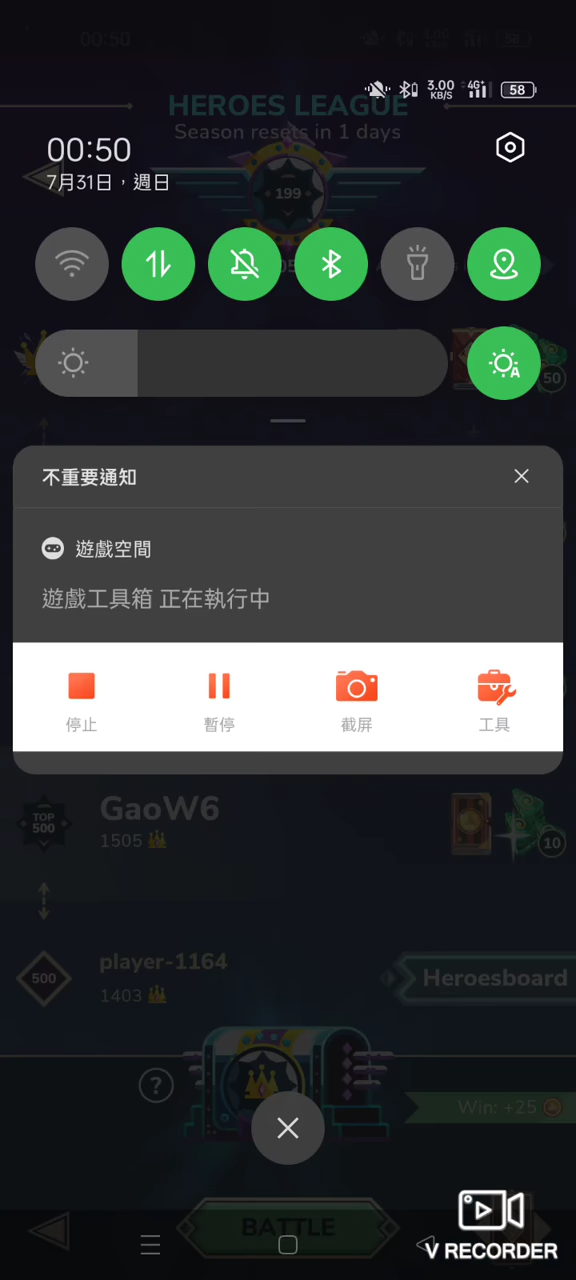 00:50
3.00
KB/S
4G+
58
HEROES LEAGUE
Season resets in 1 days
00:50
7月31日，週日
199
A
50
不重要通知
遊戲空間
遊戲工具箱 正在執行中
停止
暫停
截屏
工具
TOP
500
GaoW6
1505
10
500
player-1164
1403
Heroesboard
?
Win: +25
BATTLE
V RECORDER